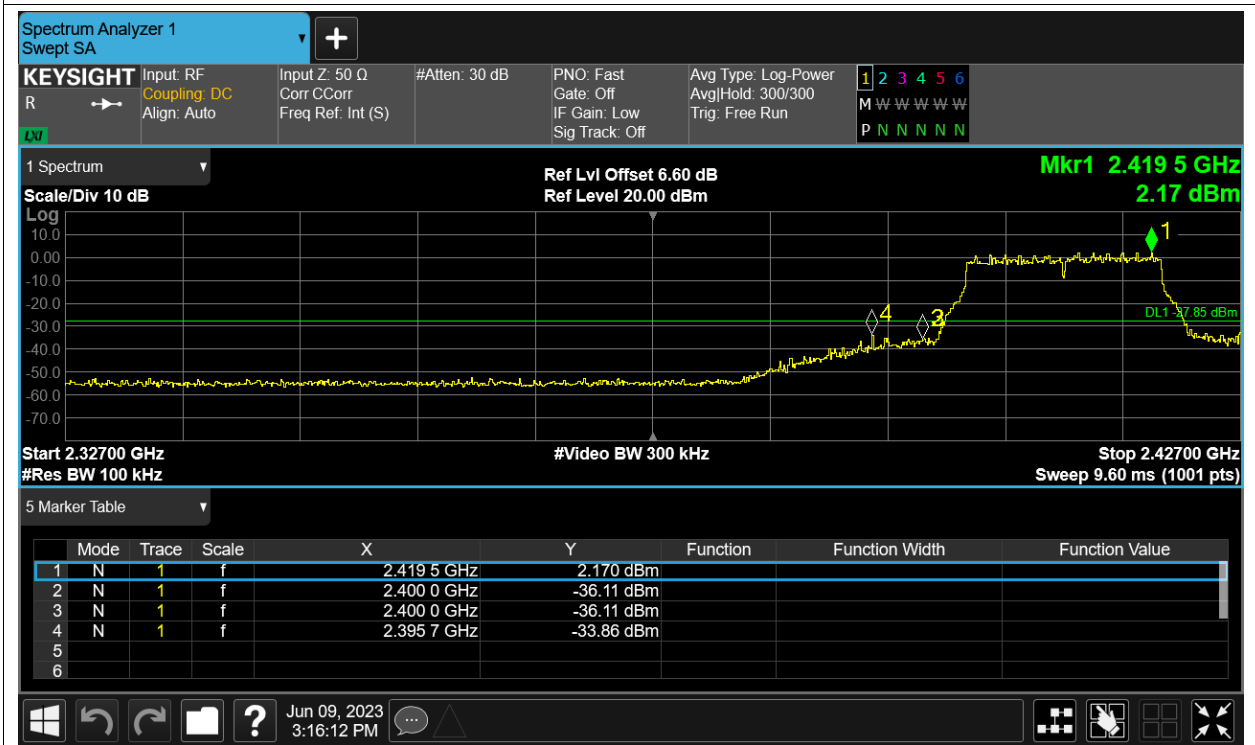 Spectrum Analyzer 1
Swept SA
KEYSIGHT Input: RF Input Z: 50 Ω #Atten: 30 dB PNO: Fast Avg Type: Log-Power 1 2 3 4 5 6
R Coupling: DC Corr CCorr Gate: Off Avg|Hold: 300/300 M W W W W W W
Align: Auto Freq Ref: Int (S) IF Gain: Low Trig: Free Run
LXI Sig Track: Off P N N N N N N
1 Spectrum Ref Lvl Offset 6.60 dB Mkr1 2.419 5 GHz
Scale/Div 10 dB Ref Level 20.00 dBm 2.17 dBm
Log
10.0 1
0.00
-10.0
-20.0
4 DL1 -27.85 dBm
-30.0
-40.0
-50.0
-60.0
-70.0
Start 2.32700 GHz #Video BW 300 kHz Stop 2.42700 GHz
#Res BW 100 kHz Sweep 9.60 ms (1001 pts)
5 Marker Table
Mode Trace Scale X Y Function Function Width Function Value
1 N 1 f 2.419 5 GHz 2.170 dBm
2 N 1 f 2.400 0 GHz -36.11 dBm
3 N 1 f 2.400 0 GHz -36.11 dBm
4 N 1 f 2.395 7 GHz -33.86 dBm
5
6
? Jun 09, 2023
3:16:12 PM